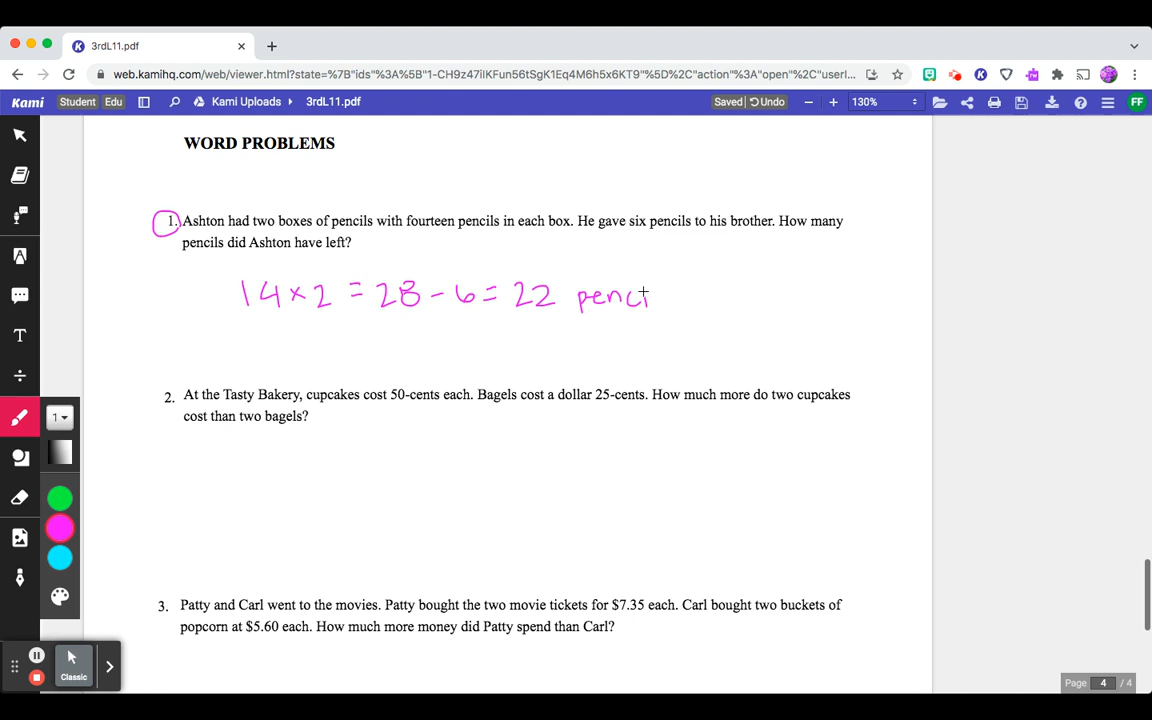 3rdL11.pdf
web.kamihq.com/web/viewer.html?state=%7B"ids"%3A%5B"1-CH9z47iIKFun56tSgK1Eq4M6h5x6KT9"%5D%2C"action"%3A"open"%2C"userI...
Kami Student Edu Kami Uploads 3rdL11.pdf Saved Undo 130% FF
WORD PROBLEMS
1. Ashton had two boxes of pencils with fourteen pencils in each box. He gave six pencils to his brother. How many
pencils did Ashton have left?
14 × 2 = 28 - 6 = 22 penci
2. At the Tasty Bakery, cupcakes cost 50-cents each. Bagels cost a dollar 25-cents. How much more do two cupcakes
cost than two bagels?
1
3. Patty and Carl went to the movies. Patty bought the two movie tickets for $7.35 each. Carl bought two buckets of
popcorn at $5.60 each. How much more money did Patty spend than Carl?
Classic
Page 4 / 4